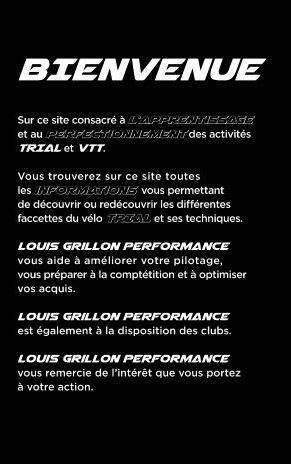 BIENVENUE
Sur ce site consacré à L'APPRENTISSAGE
et au PERFECTIONNEMENT des activités
TRIAL et VTT.
Vous trouverez sur ce site toutes
les INFORMATIONS vous permettant
de découvrir ou redécouvrir les différentes
faccettes du vélo TRIAL et ses techniques.
LOUIS GRILLON PERFORMANCE
vous aide à améliorer votre pilotage,
vous préparer à la comptétition et à optimiser
vos acquis.
LOUIS GRILLON PERFORMANCE
est également à la disposition des clubs.
LOUIS GRILLON PERFORMANCE
vous remercie de l'intérêt que vous portez
à votre action.